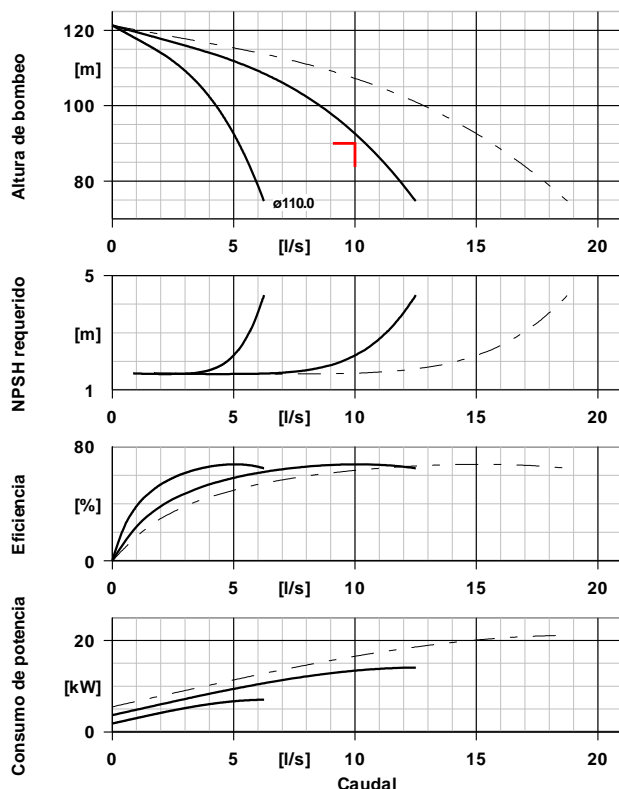 Altura de bombeo
120
[m]
100
80
ø110.0
0 5 [l/s] 10 15 20
NPSH requerido
5
[m]
1
0 5 [l/s] 10 15 20
Eficiencia
80
[%]
0
0 5 [l/s] 10 15 20
Consumo de potencia
20
[kW]
0
0 5 [l/s] 10 15 20
Caudal